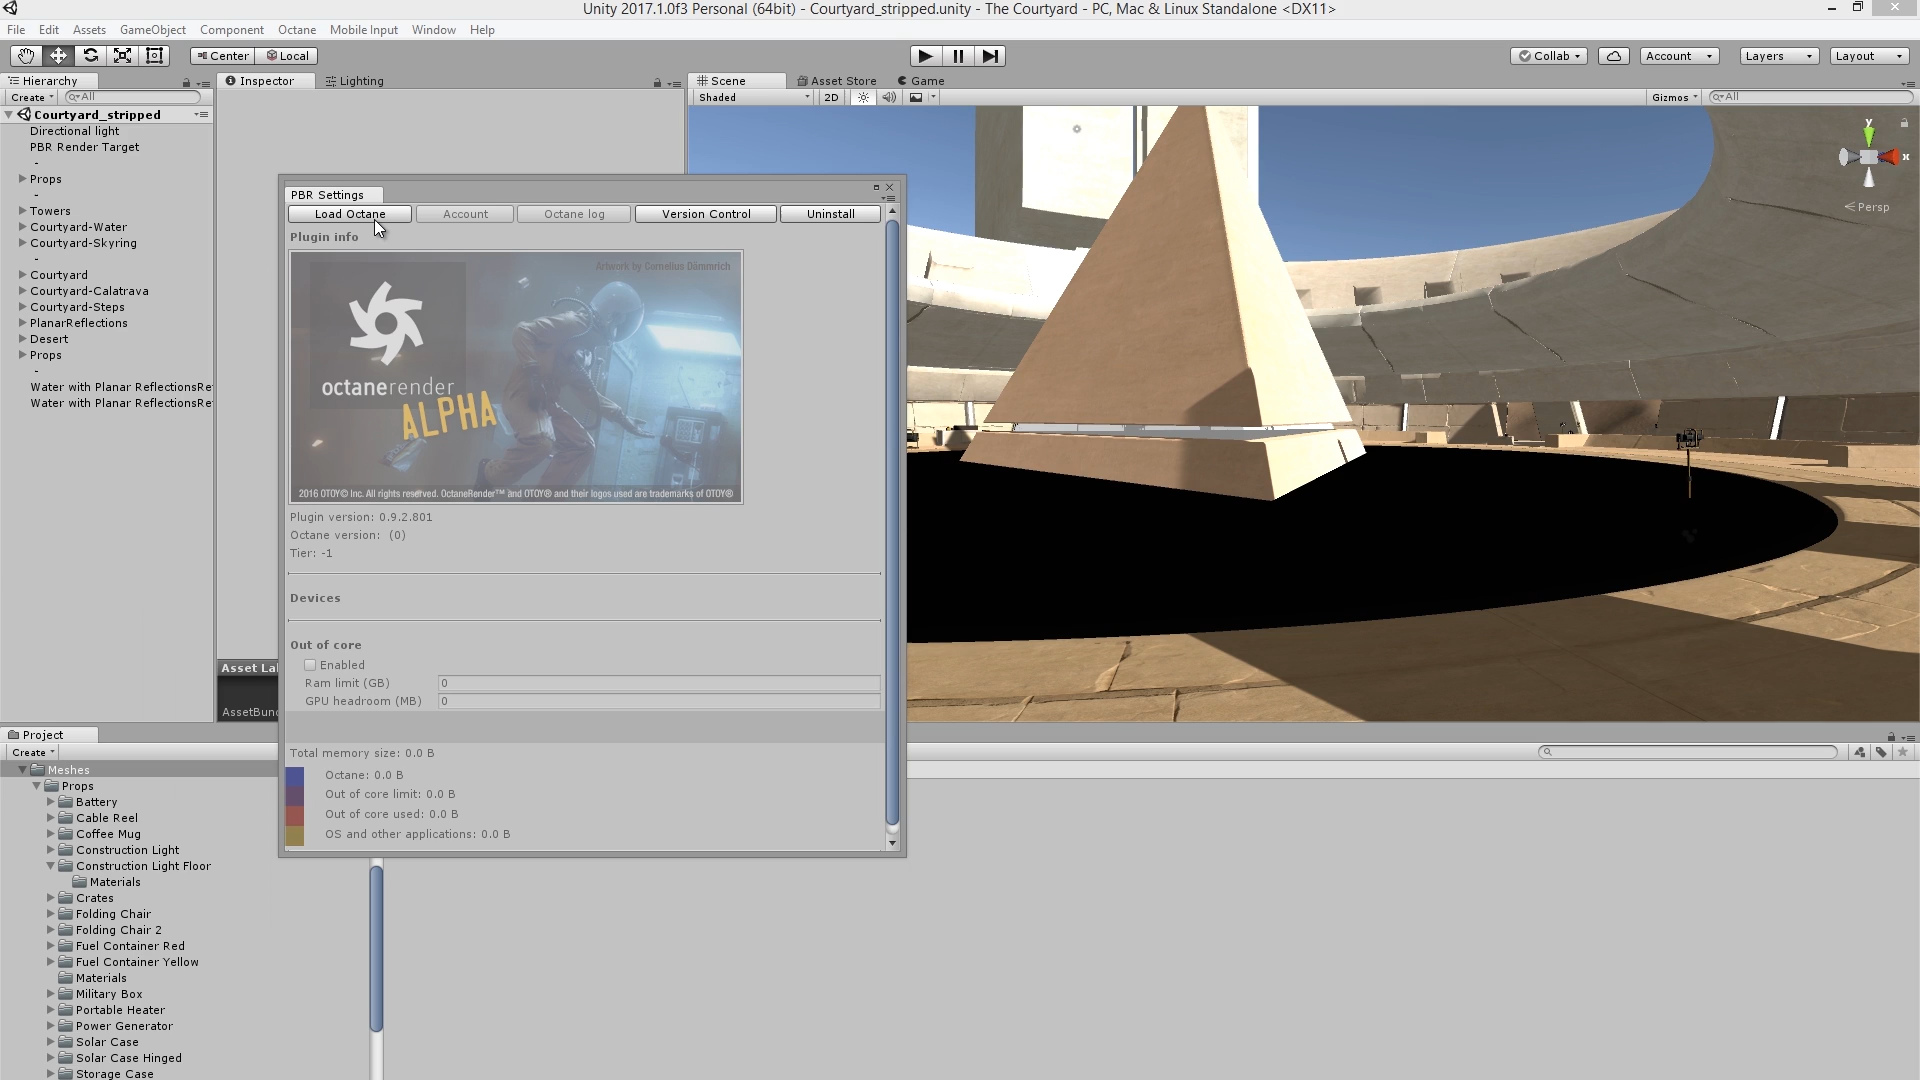 Unity 2017.1.0f3 Personal (64bit) - Courtyard_stripped.unity - The Courtyard - PC, Mac & Linux Standalone <DX11>
File Edit Assets GameObject Component Octane Mobile Input Window Help
Center Local Collab Account Layers Layout
Hierarchy
Create All
Courtyard_stripped
Directional light
PBR Render Target
-
Props
-
Towers
Courtyard-Water
Courtyard-Skyring
-
Courtyard
Courtyard-Calatrava
Courtyard-Steps
PlanarReflections
Desert
Props
-
Water with Planar ReflectionsRe
Water with Planar ReflectionsRe
Inspector Lighting
Asset Lal
AssetBun
Scene Asset Store Game
Shaded 2D Gizmos All
y
x
Persp
PBR Settings
Load Octane Account Octane log Version Control Uninstall
Plugin info
Artwork by Cornelius Dämmrich
octanerender
ALPHA
2016 OTOY© Inc. All rights reserved. OctaneRender™ and OTOY® and their logos used are trademarks of OTOY®
Plugin version: 0.9.2.801
Octane version: (0)
Tier: -1
Devices
Out of core
Enabled
Ram limit (GB) 0
GPU headroom (MB) 0
Total memory size: 0.0 B
Octane: 0.0 B
Out of core limit: 0.0 B
Out of core used: 0.0 B
OS and other applications: 0.0 B
Project
Create
Meshes
Props
Battery
Cable Reel
Coffee Mug
Construction Light
Construction Light Floor
Materials
Crates
Folding Chair
Folding Chair 2
Fuel Container Red
Fuel Container Yellow
Materials
Military Box
Portable Heater
Power Generator
Solar Case
Solar Case Hinged
Storage Case